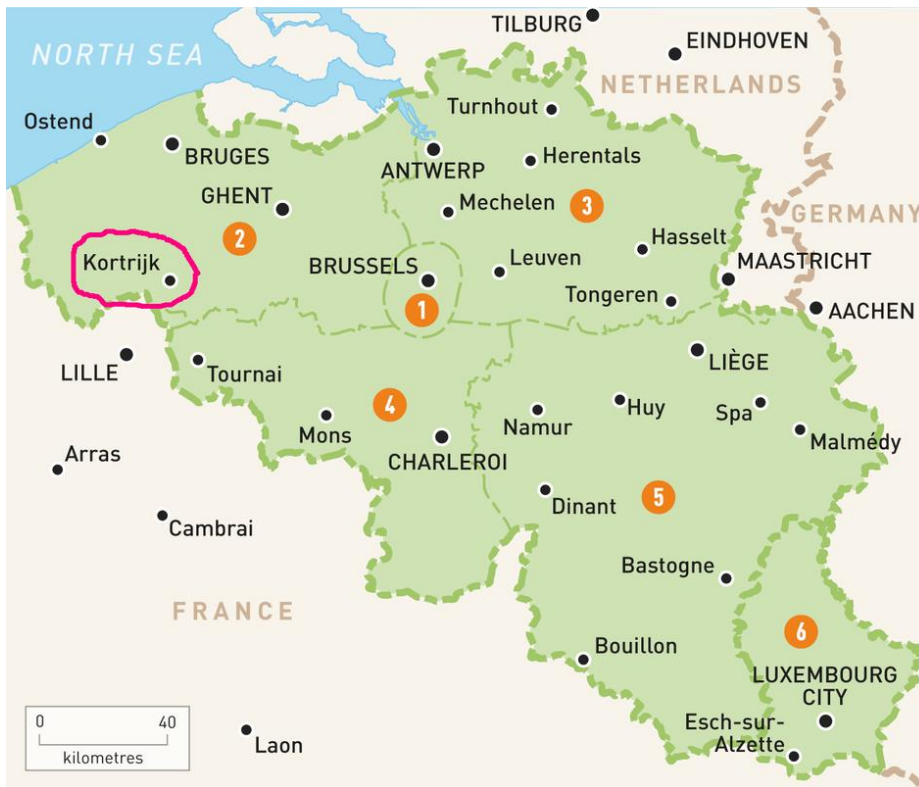 TILBURG
NORTH SEA
EINDHOVEN
NETHERLANDS
Turnhout
Ostend
BRUGES
ANTWERP
Herentals
GHENT
Mechelen
3
GERMANY
2
Hasselt
Kortrijk
BRUSSELS
Leuven
MAASTRICHT
1
Tongeren
AACHEN
LILLE
Tournai
LIÈGE
4
Huy
Spa
Mons
Namur
Malmédy
CHARLEROI
Arras
5
Dinant
Cambrai
Bastogne
FRANCE
6
Bouillon
LUXEMBOURG
CITY
0 40
kilometres
Laon
Esch-sur-
Alzette